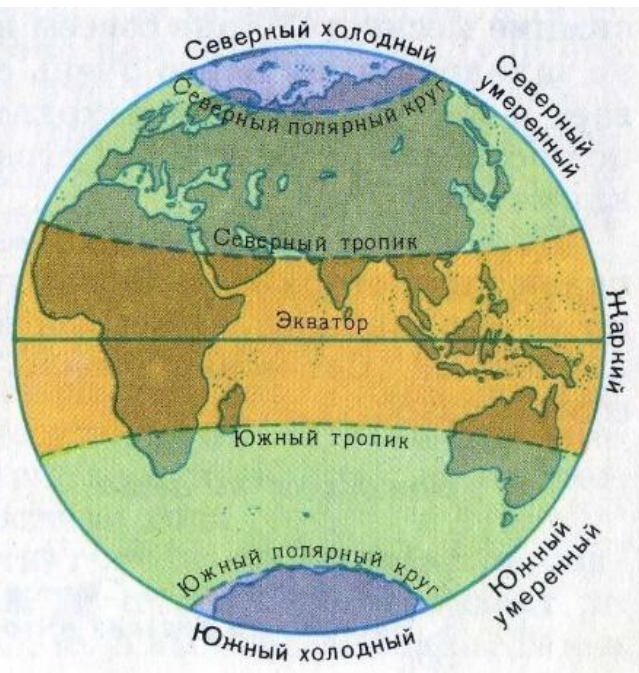 Северный холодный
Северный полярный круг
Северный
умеренный
Северный тропик
Экватор
Жаркий
Южный тропик
Южный полярный круг
Южный
умеренный
Южный холодный